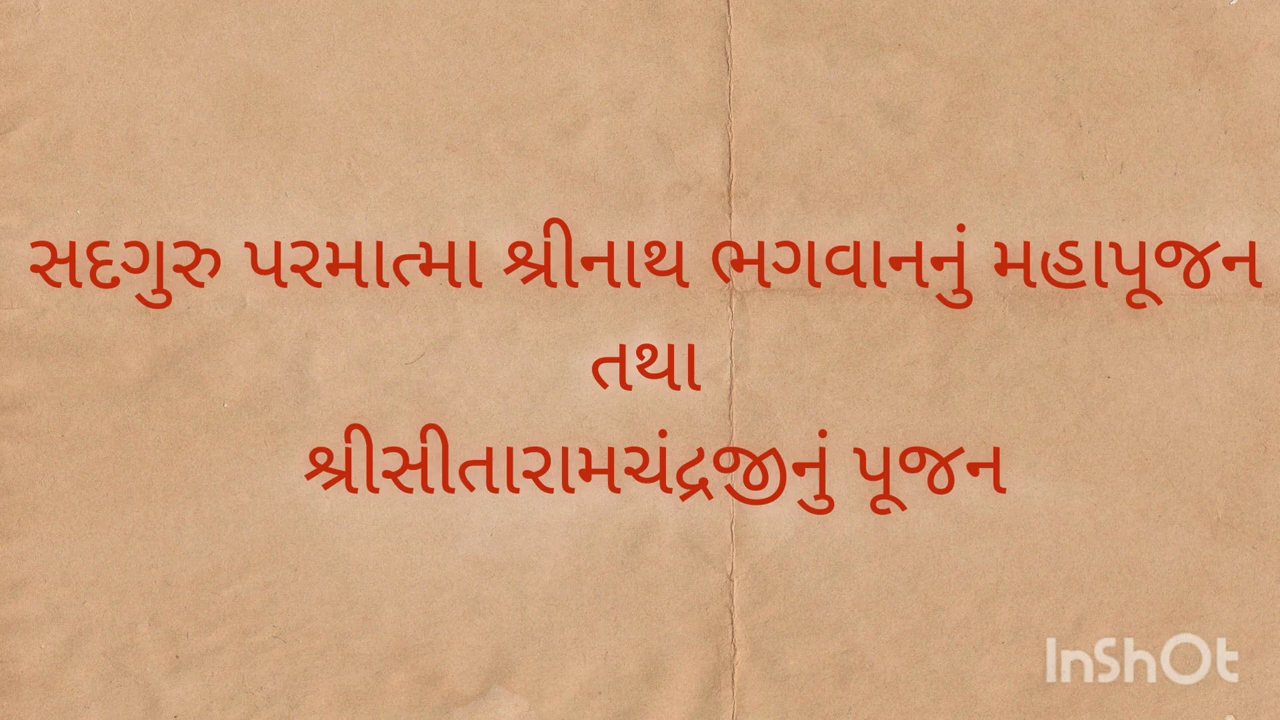 સદગુરુ પરમાત્મા શ્રીનાથ ભગવાનનું મહાપૂજન
તથા
શ્રીસીતારામચંદ્રજીનું પૂજન
InShOt